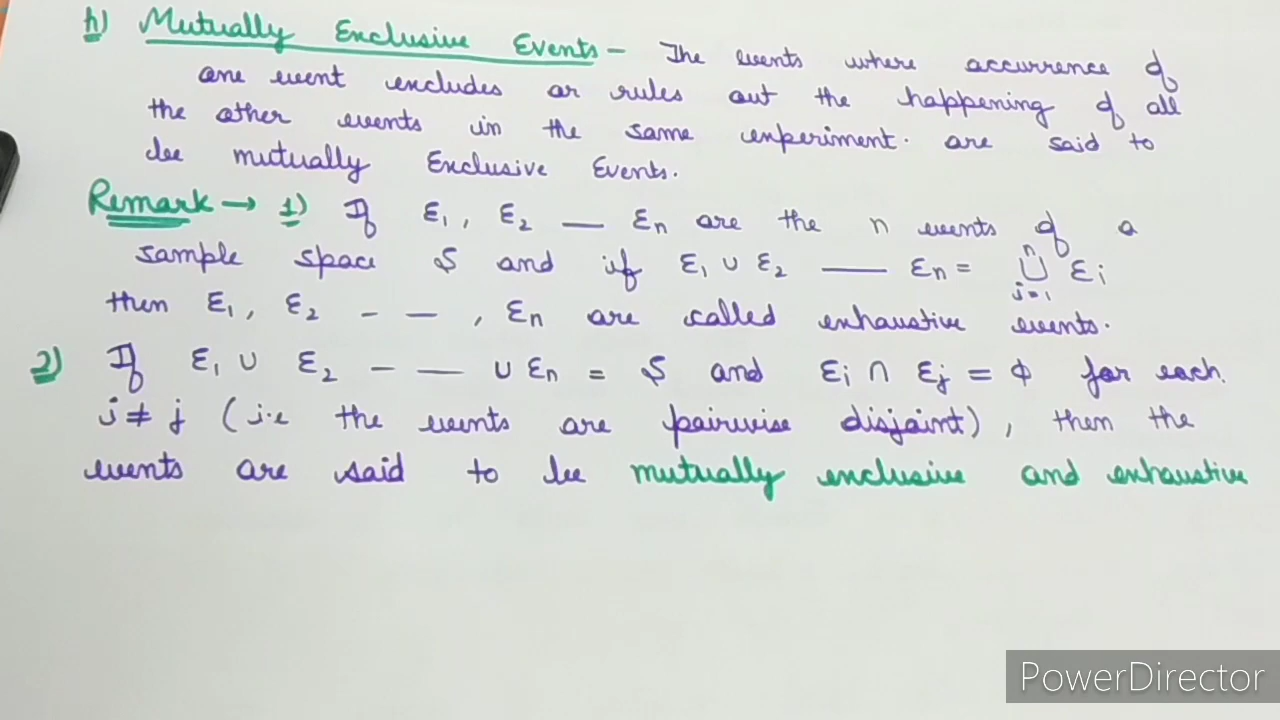 h) Mutually Exclusive Events – The events where occurrence of
one event excludes or rules out the happening of all
the other events in the same experiment. are said to
be mutually Exclusive Events.
Remark → 1) If E₁, E₂ — Eₙ are the n events of a
sample space S and if E₁ ∪ E₂ —— Eₙ = ⋃ⁿᵢ₌₁ Eᵢ
then E₁, E₂ - — , Eₙ are called exhaustive events.
2) If E₁ ∪ E₂ - — ∪ Eₙ = S and Eᵢ ∩ Eⱼ = ϕ for each.
i ≠ j (i.e the events are pairwise disjoint), then the
events are said to be mutually exclusive and exhaustive
PowerDirector